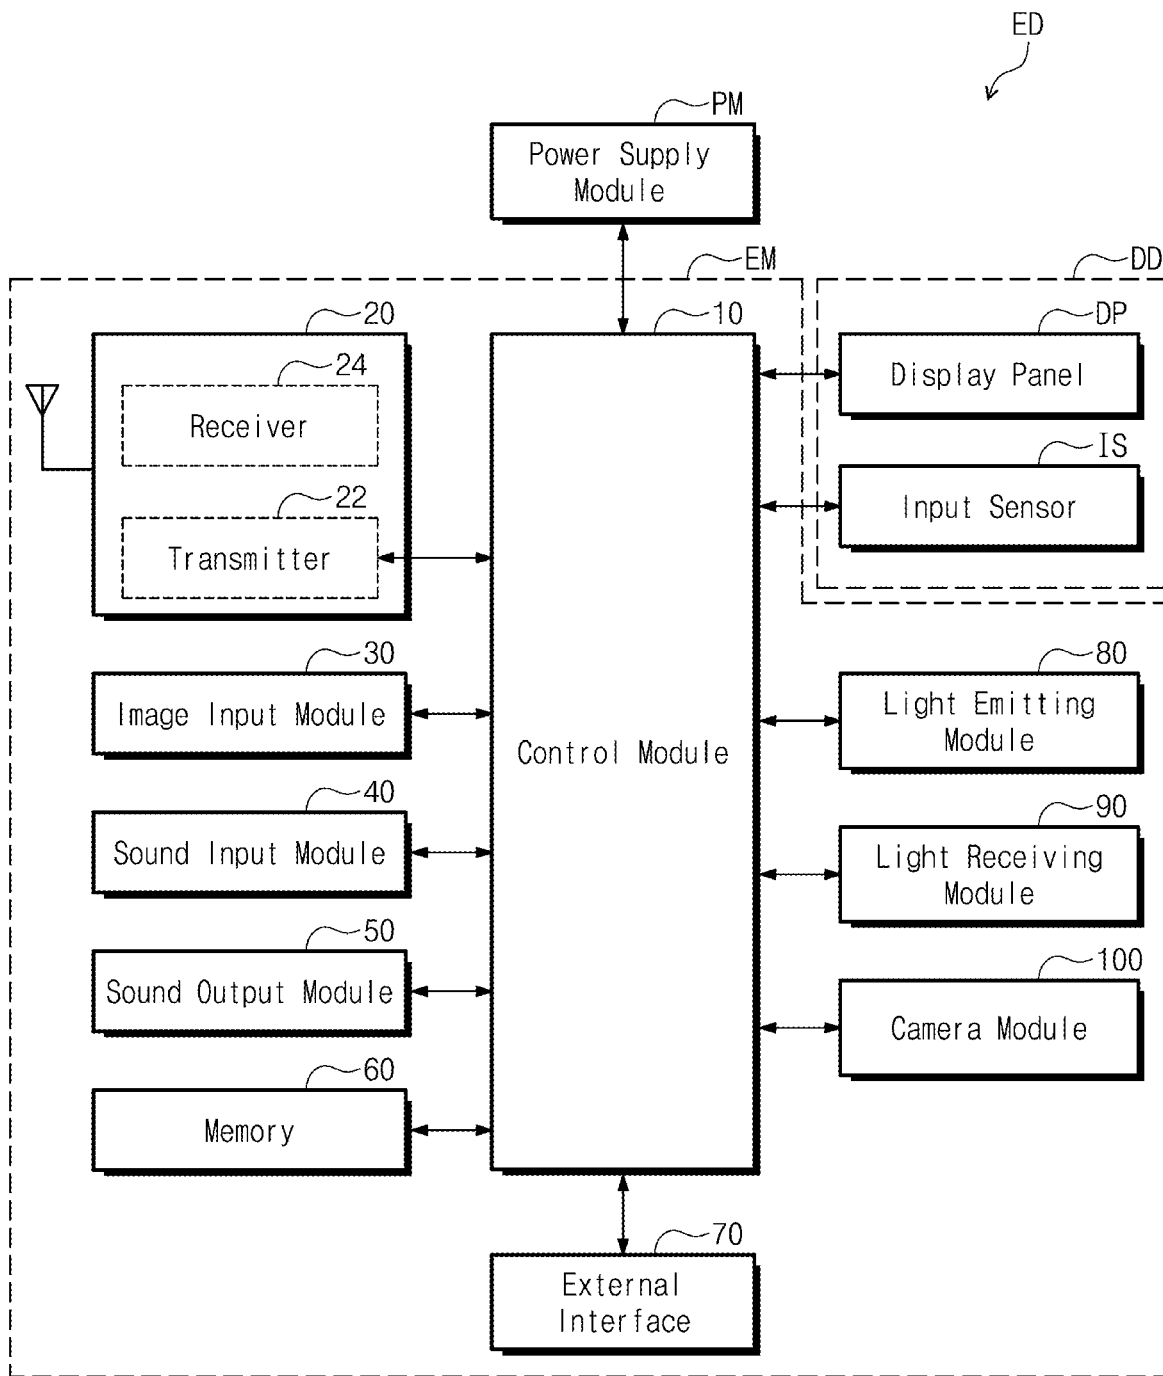 ED
PM
Power Supply
Module
EM
DD
20
10
DP
24
Receiver
Display Panel
22
Transmitter
IS
Input Sensor
30
Image Input Module
80
Light Emitting
Module
Control Module
40
Sound Input Module
90
Light Receiving
Module
50
Sound Output Module
100
Camera Module
60
Memory
70
External
Interface